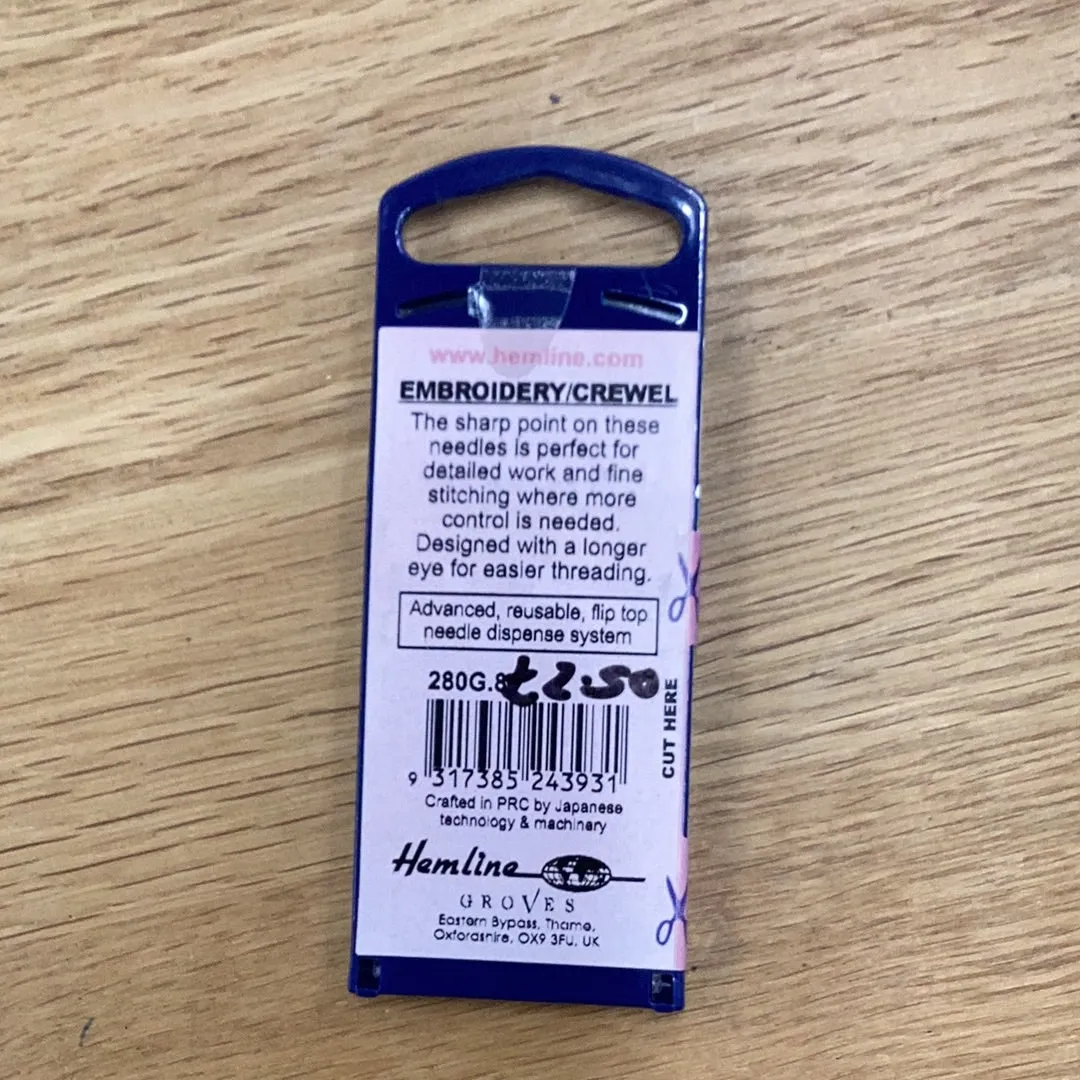 www.hemline.com
EMBROIDERY/CREWEL
The sharp point on these
needles is perfect for
detailed work and fine
stitching where more
control is needed.
Designed with a longer
eye for easier threading.
Advanced, reusable, flip top
needle dispense system
280G.8 £2.50
9 317385 243931
CUT HERE
Crafted in PRC by Japanese
technology & machinery
Hemline
GROVES
Eastern Bypass, Thame,
Oxfordshire, OX9 3FU, UK